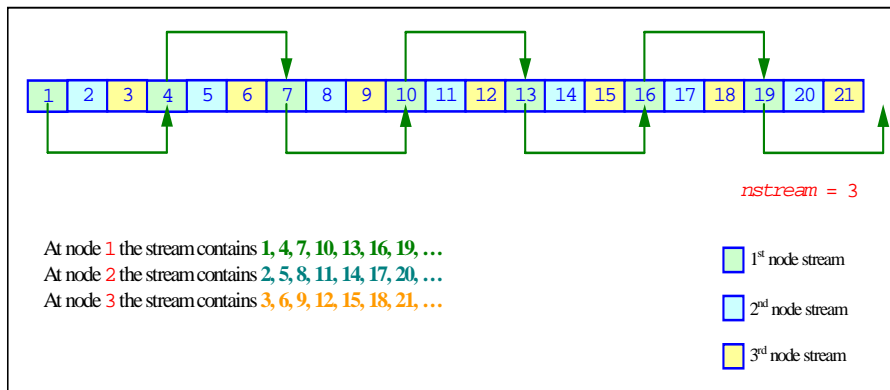 1 2 3 4 5 6 7 8 9 10 11 12 13 14 15 16 17 18 19 20 21
nstream = 3
At node 1 the stream contains 1, 4, 7, 10, 13, 16, 19, …
At node 2 the stream contains 2, 5, 8, 11, 14, 17, 20, …
At node 3 the stream contains 3, 6, 9, 12, 15, 18, 21, …
1st node stream
2nd node stream
3rd node stream